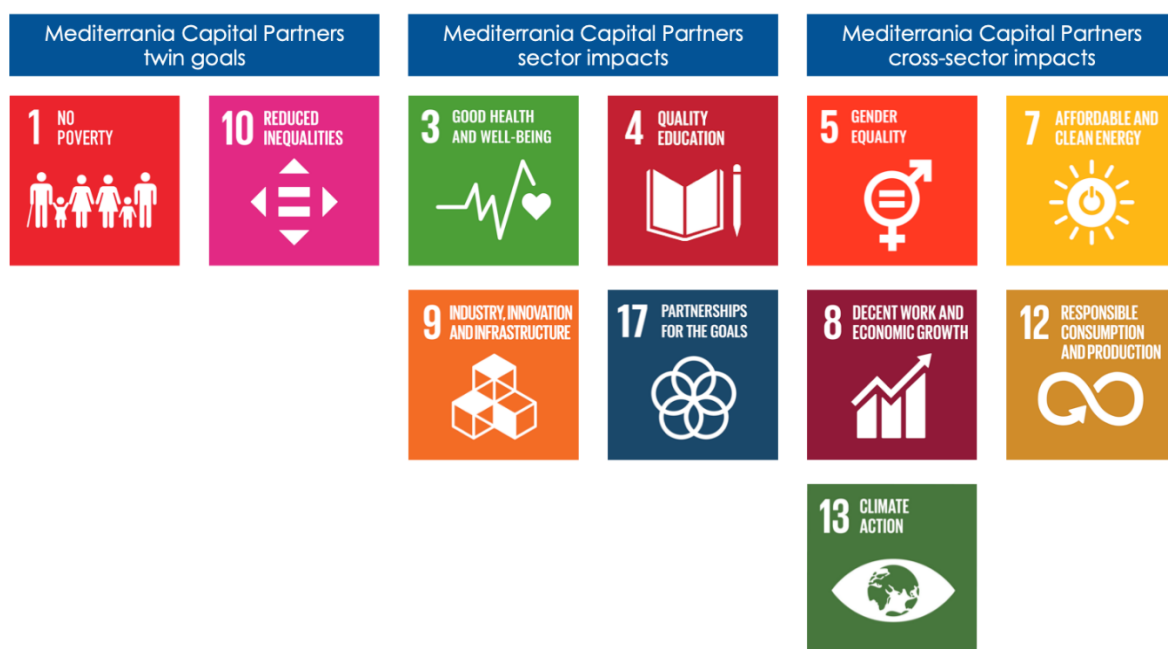 Mediterrania Capital Partners
twin goals
Mediterrania Capital Partners
sector impacts
Mediterrania Capital Partners
cross-sector impacts
1 NO
POVERTY
10 REDUCED
INEQUALITIES
3 GOOD HEALTH
AND WELL-BEING
4 QUALITY
EDUCATION
5 GENDER
EQUALITY
7 AFFORDABLE AND
CLEAN ENERGY
9 INDUSTRY, INNOVATION
AND INFRASTRUCTURE
17 PARTNERSHIPS
FOR THE GOALS
8 DECENT WORK AND
ECONOMIC GROWTH
12 RESPONSIBLE
CONSUMPTION
AND PRODUCTION
13 CLIMATE
ACTION